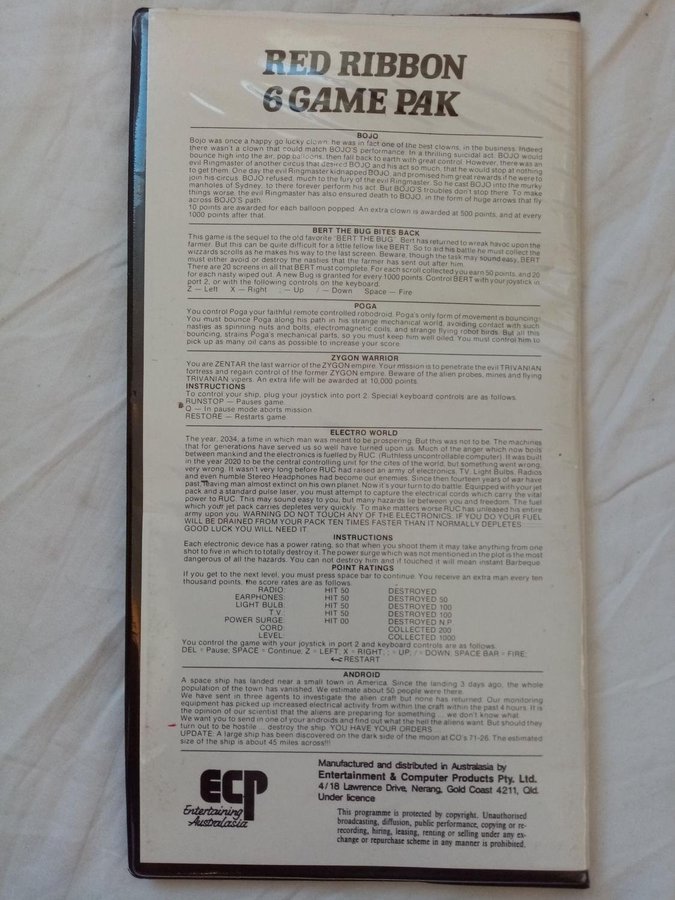 RED RIBBON
6 GAME PAK
BOJO
Bojo was once a happy go lucky clown; he was in fact one of the best clowns, in the business. Indeed
there wasn't a clown that could match BOJO'S performance. In a thrilling suicidal act. BOJO would
bounce high into the air, pop balloons, then fall back to earth with great control. However, there was an
evil Ringmaster of another circus that desired BOJO and his act so much, that he would stop at nothing
to get them. One day the evil Ringmaster kidnapped BOJO, and promised him great rewards if he were to
join his circus. BOJO refused, much to the fury of the evil Ringmaster. So he cast BOJO into the murky
manholes of Sydney, to there forever perform his act. But BOJO'S troubles don't stop there. To make
things worse, the evil Ringmaster has also ensured death to BOJO, in the form of huge arrows that fly
across BOJO'S path.
10 points are awarded for each balloon popped. An extra clown is awarded at 500 points, and at every
1000 points after that.
BERT THE BUG BITES BACK
This game is the sequel to the old favorite "BERT THE BUG". Bert has returned to wreak havoc upon the
farmer. But this can be quite difficult for a little fellow like BERT. So to aid his battle he must collect the
wizzards scrolls as he makes his way to the last screen. Beware, though the task may sound easy, BERT
must either avoid or destroy the nasties that the farmer has sent out after him.
There are 20 screens in all that BERT must complete. For each scroll collected you earn 50 points, and 20
for each nasty wiped out. A new Bug is granted for every 1000 points. Control BERT with your joystick in
port 2, or with the following controls on the keyboard.
Z — Left X — Right ; — Up / — Down Space — Fire
POGA
You control Poga your faithful remote controlled robodroid. Poga's only form of movement is bouncing!
You must bounce Poga along his path in his strange mechanical world, avoiding contact with such
nasties as spinning nuts and bolts, electromagnetic coils, and strange flying robot birds. But all this
bouncing, strains Poga's mechanical parts, so you must keep him well oiled. You must control him to
pick up as many oil cans as possible to increase your score.
ZYGON WARRIOR
You are ZENTAR the last warrior of the ZYGON empire. Your mission is to penetrate the evil TRIVANIAN
fortress and regain control of the former ZYGON empire. Beware of the alien probes, mines and flying
TRIVANIAN vipers. An extra life will be awarded at 10,000 points.
INSTRUCTIONS
To control your ship, plug your joystick into port 2. Special keyboard controls are as follows.
RUNSTOP — Pauses game.
Q — In pause mode aborts mission.
RESTORE — Restarts game.
ELECTRO WORLD
The year, 2034, a time in which man was meant to be prospering. But this was not to be. The machines
that for generations have served us so well have turned upon us. Much of the anger which now boils
between mankind and the electronics is fuelled by RUC. (Ruthless uncontrollable computer). It was built
in the year 2020 to be the central controlling unit for the cites of the world, but something went wrong,
very wrong. It wasn't very long before RUC had raised an army of electronics. T.V. Light Bulbs. Radios
and even humble Stereo Headphones had become our enemies. Since then fourteen years of war have
past, leaving man almost extinct on his own planet. Now it's your turn to do battle. Equipped with your jet
pack and a standard pulse laser, you must attempt to capture the electrical cords which carry the vital
power to RUC. This may sound easy to you, but many hazards lie between you and freedom. The fuel
which your jet pack carries depletes very quickly. To make matters worse RUC has unleased his entire
army upon you. WARNING DO NOT TOUCH ANY OF THE ELECTRONICS. IF YOU DO YOUR FUEL
WILL BE DRAINED FROM YOUR PACK TEN TIMES FASTER THAN IT NORMALLY DEPLETES
GOOD LUCK YOU WILL NEED IT.
INSTRUCTIONS
Each electronic device has a power rating, so that when you shoot them it may take anything from one
shot to five in which to totally destroy it. The power surge which was not mentioned in the plot is the most
dangerous of all the hazards. You can not destroy him and if touched it will mean instant Barbeque.
POINT RATINGS
If you get to the next level, you must press space bar to continue. You receive an extra man every ten
thousand points, the score rates are as follows.
RADIO: HIT 50 DESTROYED
EARPHONES: HIT 50 DESTROYED 50
LIGHT BULB: HIT 50 DESTROYED 100
T.V.: HIT 50 DESTROYED 100
POWER SURGE: HIT 00 DESTROYED N.P
CORD: COLLECTED 200
LEVEL: COLLECTED 1000
You control the game with your joystick in port 2 and keyboard controls are as follows.
DEL = Pause; SPACE = Continue, Z = LEFT; X = RIGHT; ; = UP; / = DOWN; SPACE BAR = FIRE;
← RESTART
ANDROID
A space ship has landed near a small town in America. Since the landing 3 days ago, the whole
population of the town has vanished. We estimate about 50 people were there.
We have sent in three agents to investigate the alien craft but none has returned. Our monitoring
equipment has picked up increased electrical activity from within the craft within the past 4 hours. It is
the opinion of our scientist that the aliens are preparing for something . . . we don't know what.
We want you to send in one of your androids and find out what the hell the aliens want. But should they
turn out to be hostile . . . destroy the ship. YOU HAVE YOUR ORDERS
UPDATE: A large ship has been discovered on the dark side of the moon at CO's 71-26. The estimated
size of the ship is about 45 miles across!!!
ECP
Entertaining
Australasia
Manufactured and distributed in Australasia by
Entertainment & Computer Products Pty. Ltd.
4/18 Lawrence Drive, Nerang, Gold Coast 4211, Qld.
Under licence
This programme is protected by copyright. Unauthorised
broadcasting, diffusion, public performance, copying or re-
recording, hiring, leasing, renting or selling under any ex-
change or repurchase scheme in any manner is prohibited.